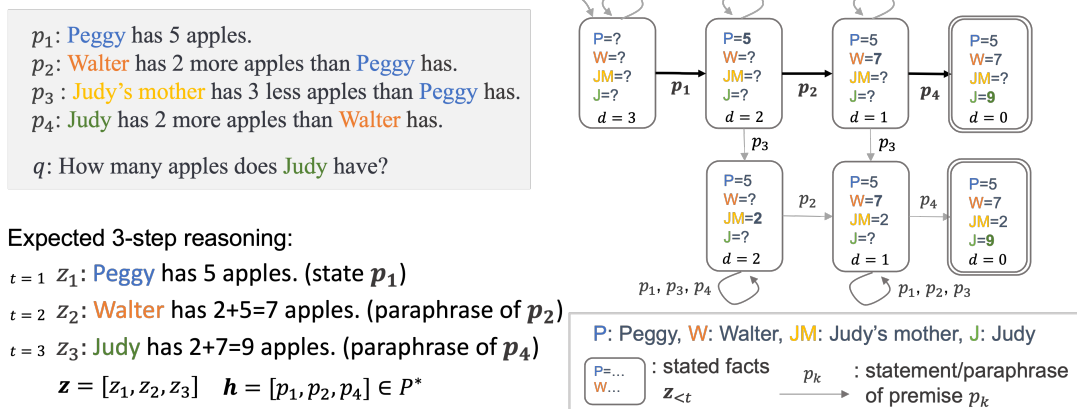 p₁: Peggy has 5 apples.
p₂: Walter has 2 more apples than Peggy has.
p₃ : Judy's mother has 3 less apples than Peggy has.
p₄: Judy has 2 more apples than Walter has.
q: How many apples does Judy have?
Expected 3-step reasoning:
t = 1 z₁: Peggy has 5 apples. (state p₁)
t = 2 z₂: Walter has 2+5=7 apples. (paraphrase of p₂)
t = 3 z₃: Judy has 2+7=9 apples. (paraphrase of p₄)
z = [z₁, z₂, z₃] h = [p₁, p₂, p₄] ∈ P*
P=?
W=?
JM=?
J=?
d = 3
p₁
P=5
W=?
JM=?
J=?
d = 2
p₂
P=5
W=7
JM=?
J=?
d = 1
p₄
P=5
W=7
JM=?
J=9
d = 0
p₃
p₃
P=5
W=?
JM=2
J=?
d = 2
p₂
P=5
W=7
JM=2
J=?
d = 1
p₄
P=5
W=7
JM=2
J=9
d = 0
p₁, p₃, p₄
p₁, p₂, p₃
P: Peggy, W: Walter, JM: Judy's mother, J: Judy
P=...
W...
: stated facts
z<t
pₖ
: statement/paraphrase
of premise pₖ